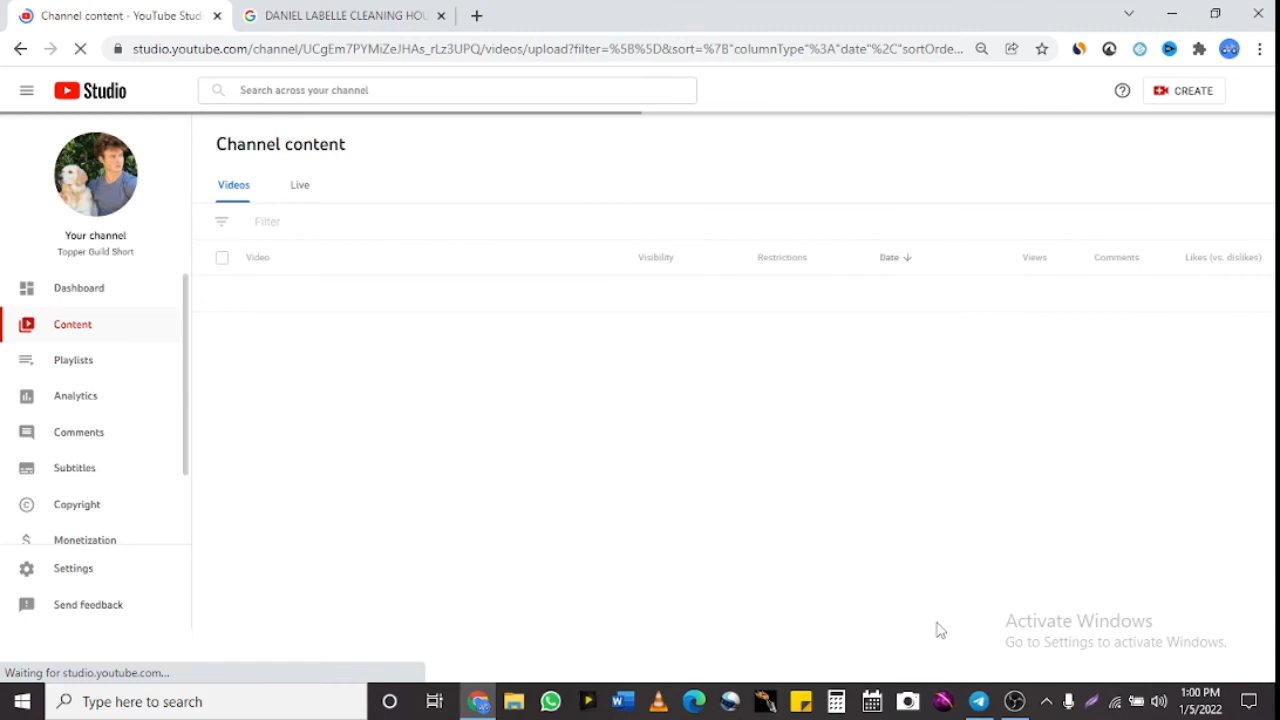 Channel content - YouTube Stud
DANIEL LABELLE CLEANING HOU
studio.youtube.com/channel/UCgEm7PYMiZeJHAs_rLz3UPQ/videos/upload?filter=%5B%5D&sort=%7B"columnType"%3A"date"%2C"sortOrde...
Studio
Search across your channel
CREATE
Channel content
Videos
Live
Your channel
Topper Guild Short
Filter
Video
Visibility
Restrictions
Date
Views
Comments
Likes (vs. dislikes)
Dashboard
Content
Playlists
Analytics
Comments
Subtitles
Copyright
Monetization
Settings
Send feedback
Activate Windows
Go to Settings to activate Windows.
Waiting for studio.youtube.com...
Type here to search
1:00 PM
1/5/2022